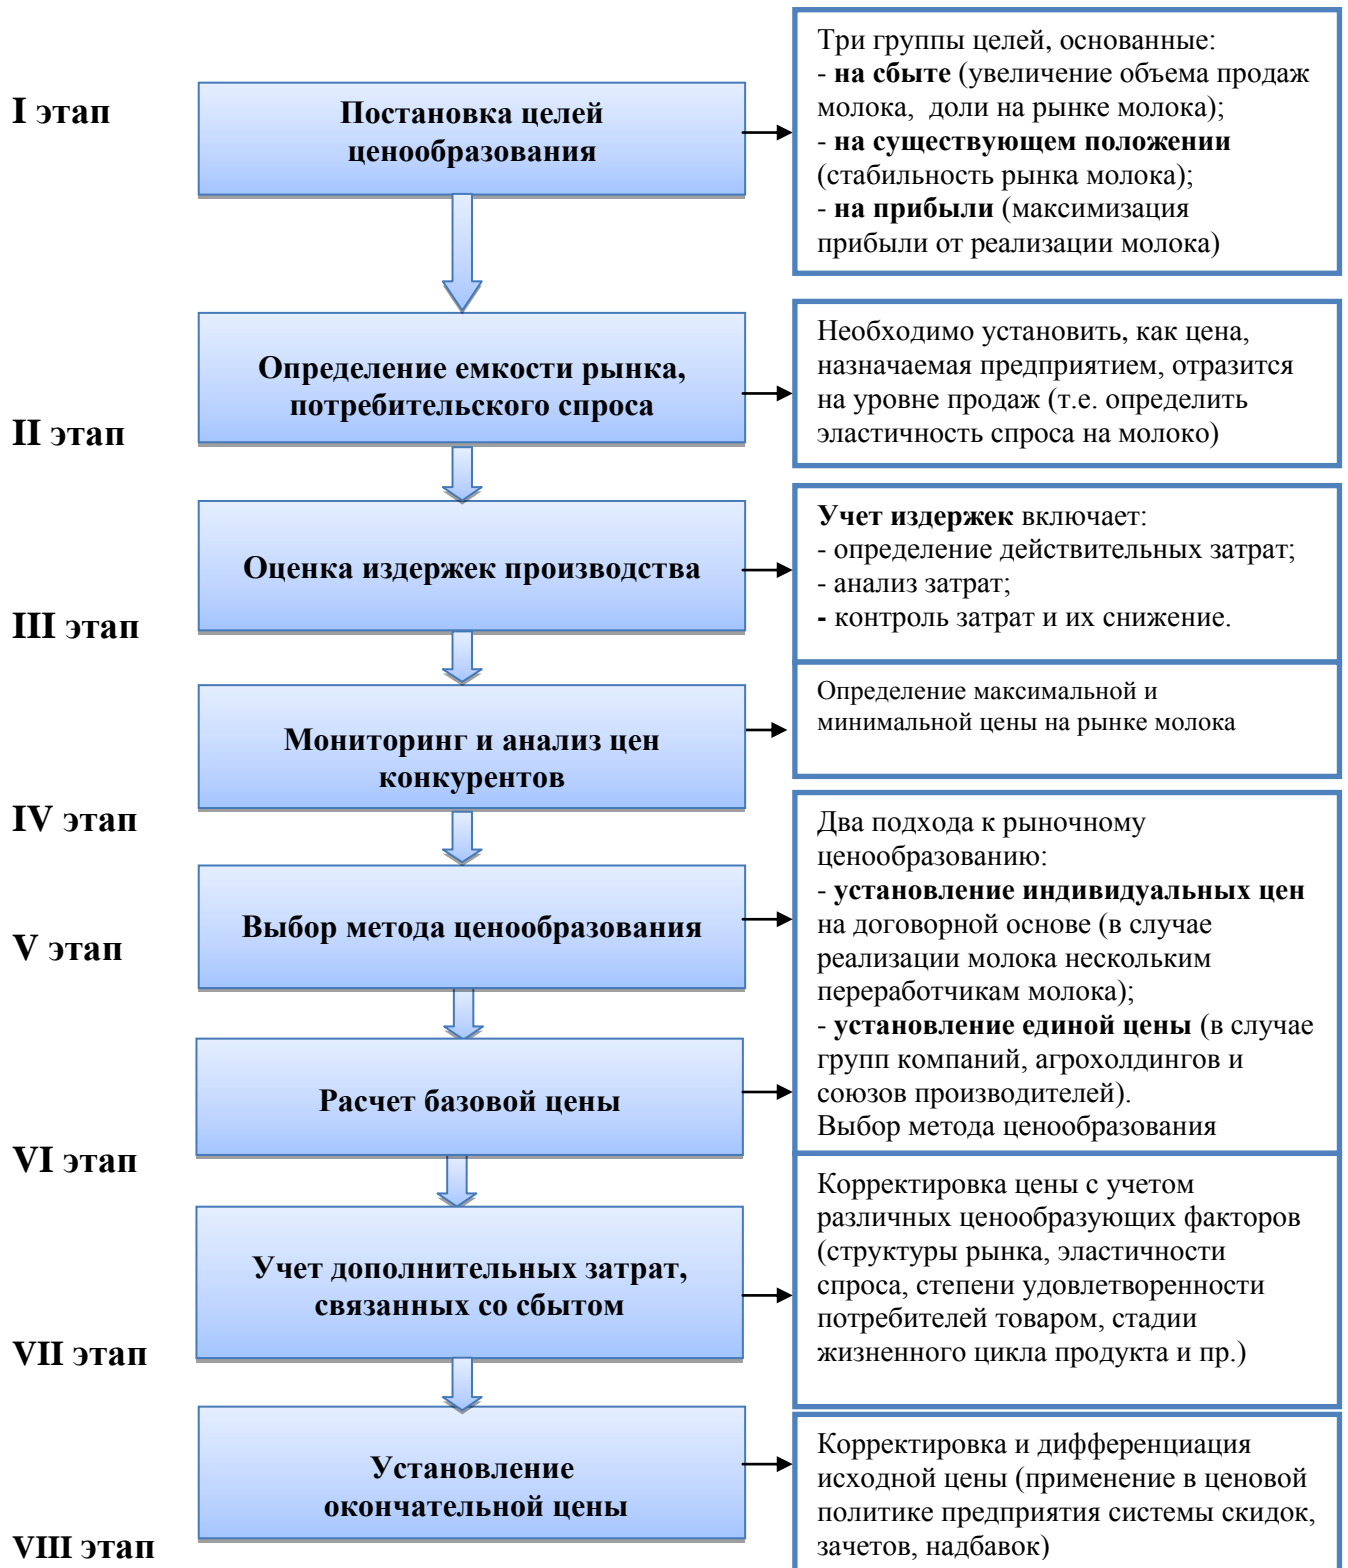 I этап
Постановка целей
ценообразования
Три группы целей, основанные:
- на сбыте (увеличение объема продаж
молока, доли на рынке молока);
- на существующем положении
(стабильность рынка молока);
- на прибыли (максимизация
прибыли от реализации молока)
II этап
Определение емкости рынка,
потребительского спроса
Необходимо установить, как цена,
назначаемая предприятием, отразится
на уровне продаж (т.е. определить
эластичность спроса на молоко)
III этап
Оценка издержек производства
Учет издержек включает:
- определение действительных затрат;
- анализ затрат;
- контроль затрат и их снижение.
IV этап
Мониторинг и анализ цен
конкурентов
Определение максимальной и
минимальной цены на рынке молока
V этап
Выбор метода ценообразования
Два подхода к рыночному
ценообразованию:
- установление индивидуальных цен
на договорной основе (в случае
реализации молока нескольким
переработчикам молока);
- установление единой цены (в случае
групп компаний, агрохолдингов и
союзов производителей).
Выбор метода ценообразования
VI этап
Расчет базовой цены
VII этап
Учет дополнительных затрат,
связанных со сбытом
Корректировка цены с учетом
различных ценообразующих факторов
(структуры рынка, эластичности
спроса, степени удовлетворенности
потребителей товаром, стадии
жизненного цикла продукта и пр.)
VIII этап
Установление
окончательной цены
Корректировка и дифференциация
исходной цены (применение в ценовой
политике предприятия системы скидок,
зачетов, надбавок)